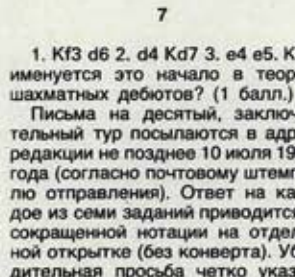 7
1. Kf3 d6 2. d4 Kd7 3. e4 e5. К
именуется это начало в теор
шахматных дебютов? (1 балл.)
Письма на десятый, заключ
тельный тур посылаются в адр
редакции не позднее 10 июля 19
года (согласно почтовому штемп
лю отправления). Ответ на ка
дое из семи заданий приводится
сокращенной нотации на отдел
ной открытке (без конверта). Уб
дительная просьба четко указ